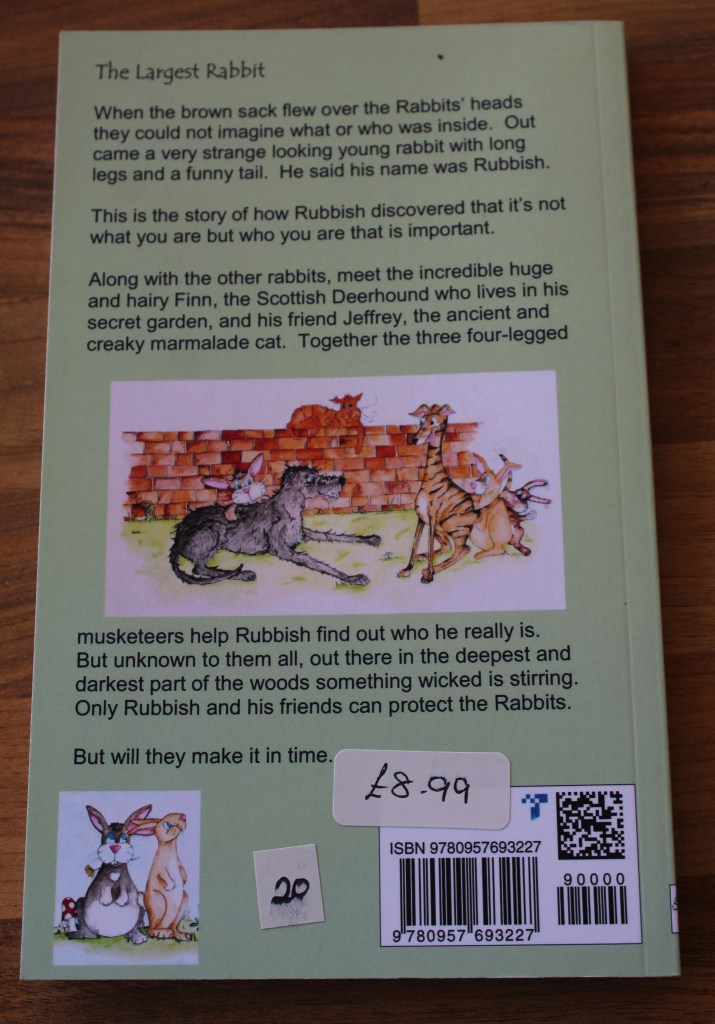 The Largest Rabbit
When the brown sack flew over the Rabbits' heads
they could not imagine what or who was inside. Out
came a very strange looking young rabbit with long
legs and a funny tail. He said his name was Rubbish.
This is the story of how Rubbish discovered that it's not
what you are but who you are that is important.
Along with the other rabbits, meet the incredible huge
and hairy Finn, the Scottish Deerhound who lives in his
secret garden, and his friend Jeffrey, the ancient and
creaky marmalade cat. Together the three four-legged
musketeers help Rubbish find out who he really is.
But unknown to them all, out there in the deepest and
darkest part of the woods something wicked is stirring.
Only Rubbish and his friends can protect the Rabbits.
But will they make it in time.
£8.99
20
ISBN 9780957693227
90000
9 780957 693227